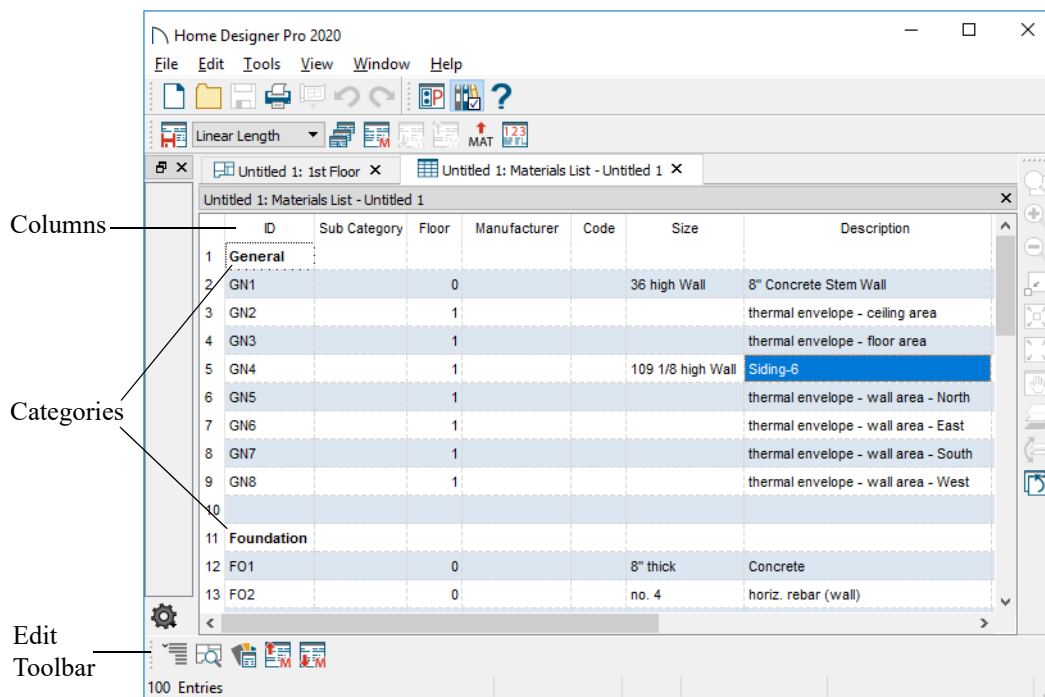 Home Designer Pro 2020
File Edit Tools View Window Help
P ?
Linear Length M MAT 123
Untitled 1: 1st Floor Untitled 1: Materials List - Untitled 1
Untitled 1: Materials List - Untitled 1
Columns
ID Sub Category Floor Manufacturer Code Size Description
1 General
2 GN1 0 36 high Wall 8" Concrete Stem Wall
3 GN2 1 thermal envelope - ceiling area
4 GN3 1 thermal envelope - floor area
5 GN4 1 109 1/8 high Wall Siding-6
6 GN5 1 thermal envelope - wall area - North
Categories
7 GN6 1 thermal envelope - wall area - East
8 GN7 1 thermal envelope - wall area - South
9 GN8 1 thermal envelope - wall area - West
10
11 Foundation
12 FO1 0 8" thick Concrete
13 FO2 0 no. 4 horiz. rebar (wall)
Edit
Toolbar
M M
100 Entries